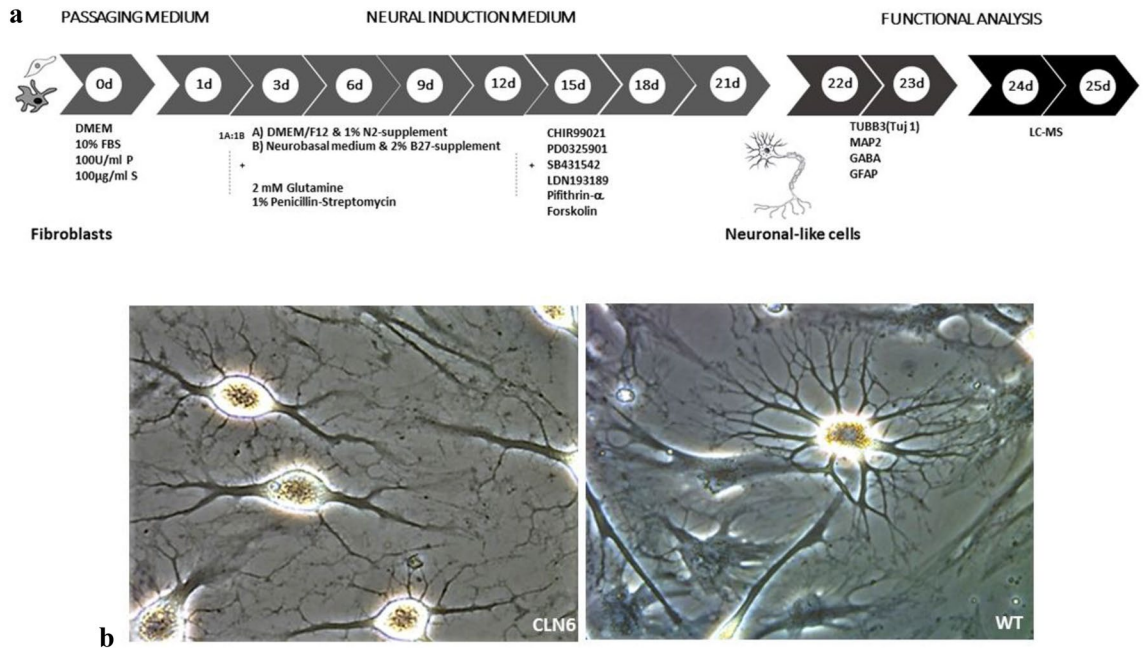 a
PASSAGING MEDIUM
NEURAL INDUCTION MEDIUM
FUNCTIONAL ANALYSIS
0d
1d
3d
6d
9d
12d
15d
18d
21d
22d
23d
24d
25d
DMEM
10% FBS
100U/ml P
100µg/ml S
Fibroblasts
1A:1B
A) DMEM/F12 & 1% N2-supplement
B) Neurobasal medium & 2% B27-supplement
+
2 mM Glutamine
1% Penicillin-Streptomycin
+
CHIR99021
PD0325901
SB431542
LDN193189
Pifithrin-α
Forskolin
Neuronal-like cells
TUBB3(Tuj 1)
MAP2
GABA
GFAP
LC-MS
b
CLN6
WT